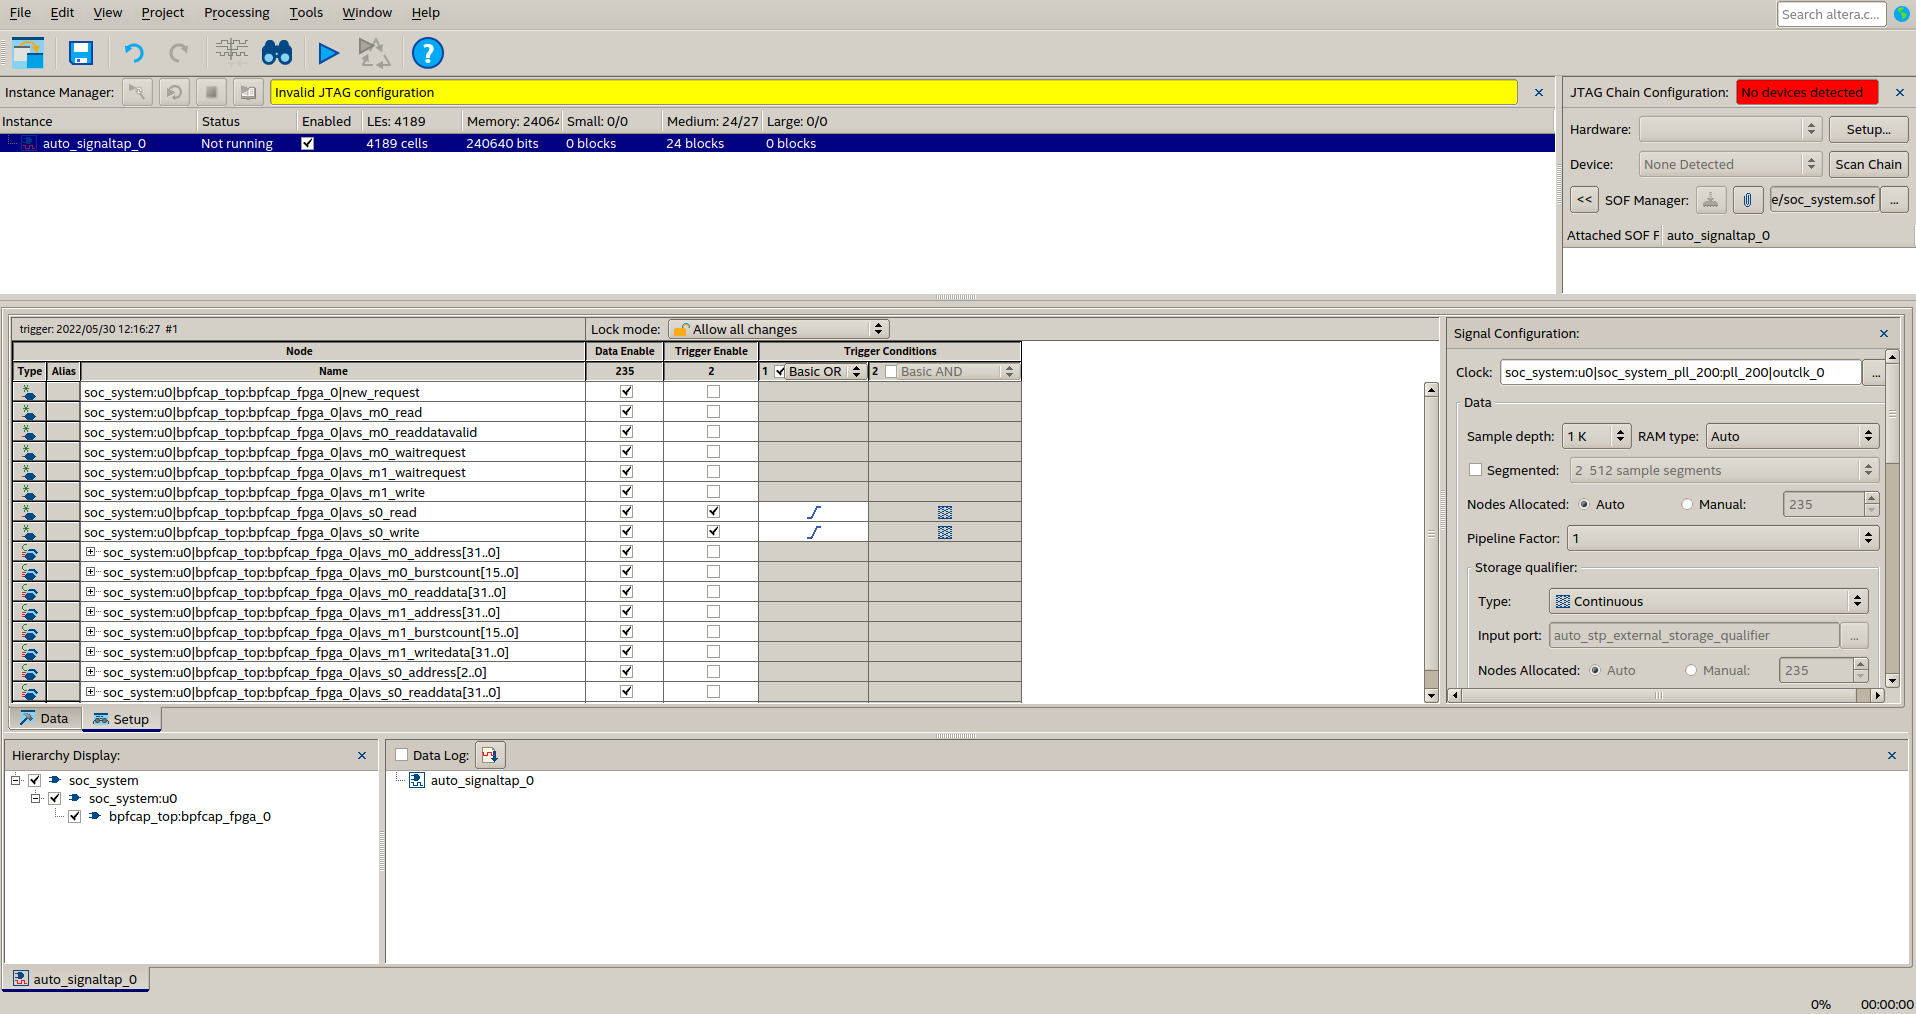 File Edit View Project Processing Tools Window Help
Search altera.c...
Instance Manager: Invalid JTAG configuration
JTAG Chain Configuration: No devices detected
Instance Status Enabled LEs: 4189 Memory: 24064 Small: 0/0 Medium: 24/27 Large: 0/0
auto_signaltap_0 Not running 4189 cells 240640 bits 0 blocks 24 blocks 0 blocks
Hardware: Setup...
Device: None Detected Scan Chain
<< SOF Manager: e/soc_system.sof ...
Attached SOF F auto_signaltap_0
trigger: 2022/05/30 12:16:27 #1 Lock mode: Allow all changes
Node Data Enable Trigger Enable Trigger Conditions
Type Alias Name 235 2 1 Basic OR 2 Basic AND
soc_system:u0|bpfcap_top:bpfcap_fpga_0|new_request
soc_system:u0|bpfcap_top:bpfcap_fpga_0|avs_m0_read
soc_system:u0|bpfcap_top:bpfcap_fpga_0|avs_m0_readdatavalid
soc_system:u0|bpfcap_top:bpfcap_fpga_0|avs_m0_waitrequest
soc_system:u0|bpfcap_top:bpfcap_fpga_0|avs_m1_waitrequest
soc_system:u0|bpfcap_top:bpfcap_fpga_0|avs_m1_write
soc_system:u0|bpfcap_top:bpfcap_fpga_0|avs_s0_read
soc_system:u0|bpfcap_top:bpfcap_fpga_0|avs_s0_write
soc_system:u0|bpfcap_top:bpfcap_fpga_0|avs_m0_address[31..0]
soc_system:u0|bpfcap_top:bpfcap_fpga_0|avs_m0_burstcount[15..0]
soc_system:u0|bpfcap_top:bpfcap_fpga_0|avs_m0_readdata[31..0]
soc_system:u0|bpfcap_top:bpfcap_fpga_0|avs_m1_address[31..0]
soc_system:u0|bpfcap_top:bpfcap_fpga_0|avs_m1_burstcount[15..0]
soc_system:u0|bpfcap_top:bpfcap_fpga_0|avs_m1_writedata[31..0]
soc_system:u0|bpfcap_top:bpfcap_fpga_0|avs_s0_address[2..0]
soc_system:u0|bpfcap_top:bpfcap_fpga_0|avs_s0_readdata[31..0]
Data Setup
Signal Configuration:
Clock: soc_system:u0|soc_system_pll_200:pll_200|outclk_0 ...
Data
Sample depth: 1 K RAM type: Auto
Segmented: 2 512 sample segments
Nodes Allocated: Auto Manual: 235
Pipeline Factor: 1
Storage qualifier:
Type: Continuous
Input port: auto_stp_external_storage_qualifier ...
Nodes Allocated: Auto Manual: 235
Hierarchy Display:
soc_system
soc_system:u0
bpfcap_top:bpfcap_fpga_0
Data Log:
auto_signaltap_0
auto_signaltap_0
0% 00:00:00